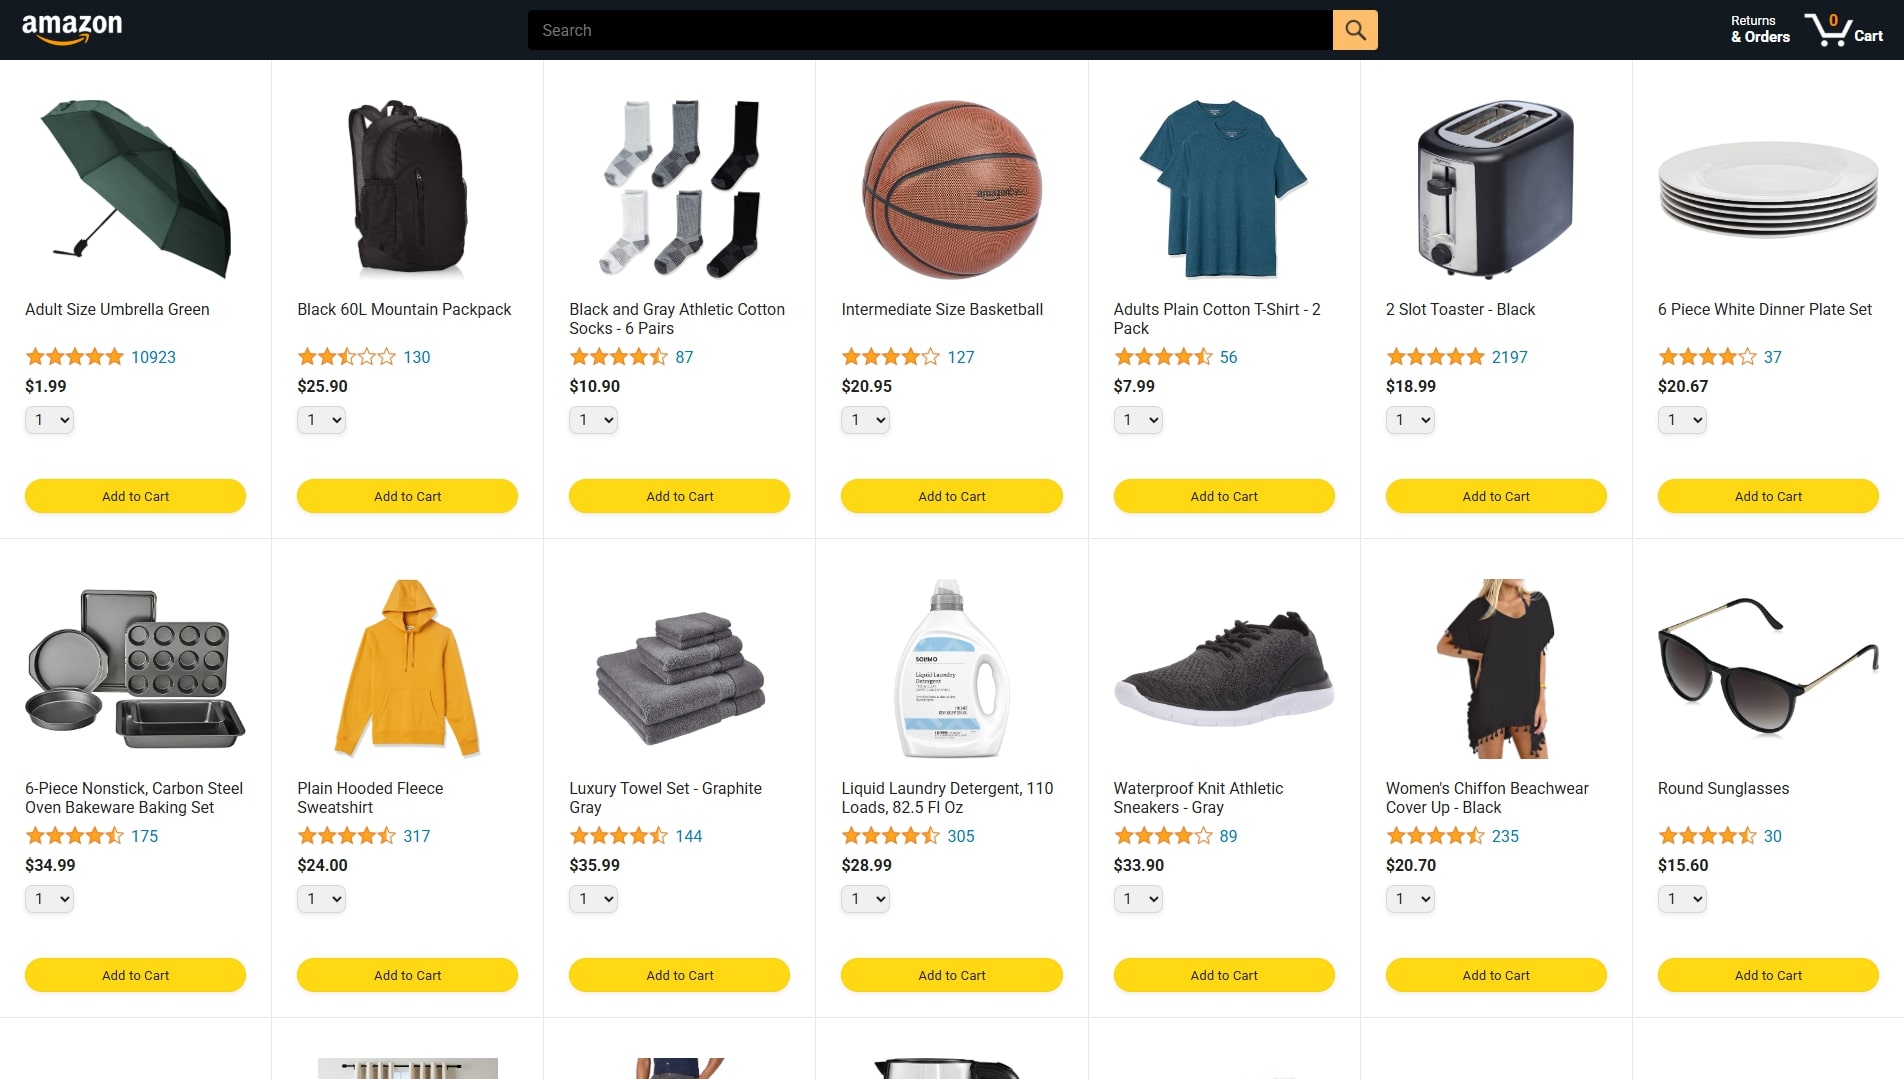 amazon
Search
Returns
& Orders
0
Cart
amazonbasics
Adult Size Umbrella Green
10923
$1.99
1
Add to Cart
Black 60L Mountain Packpack
130
$25.90
1
Add to Cart
Black and Gray Athletic Cotton
Socks - 6 Pairs
87
$10.90
1
Add to Cart
Intermediate Size Basketball
127
$20.95
1
Add to Cart
Adults Plain Cotton T-Shirt - 2
Pack
56
$7.99
1
Add to Cart
2 Slot Toaster - Black
2197
$18.99
1
Add to Cart
6 Piece White Dinner Plate Set
37
$20.67
1
Add to Cart
6-Piece Nonstick, Carbon Steel
Oven Bakeware Baking Set
175
$34.99
1
Add to Cart
Plain Hooded Fleece
Sweatshirt
317
$24.00
1
Add to Cart
Luxury Towel Set - Graphite
Gray
144
$35.99
1
Add to Cart
SOLIMO
Liquid Laundry
Detergent
Liquid Laundry Detergent, 110
Loads, 82.5 Fl Oz
305
$28.99
1
Add to Cart
Waterproof Knit Athletic
Sneakers - Gray
89
$33.90
1
Add to Cart
Women's Chiffon Beachwear
Cover Up - Black
235
$20.70
1
Add to Cart
Round Sunglasses
30
$15.60
1
Add to Cart